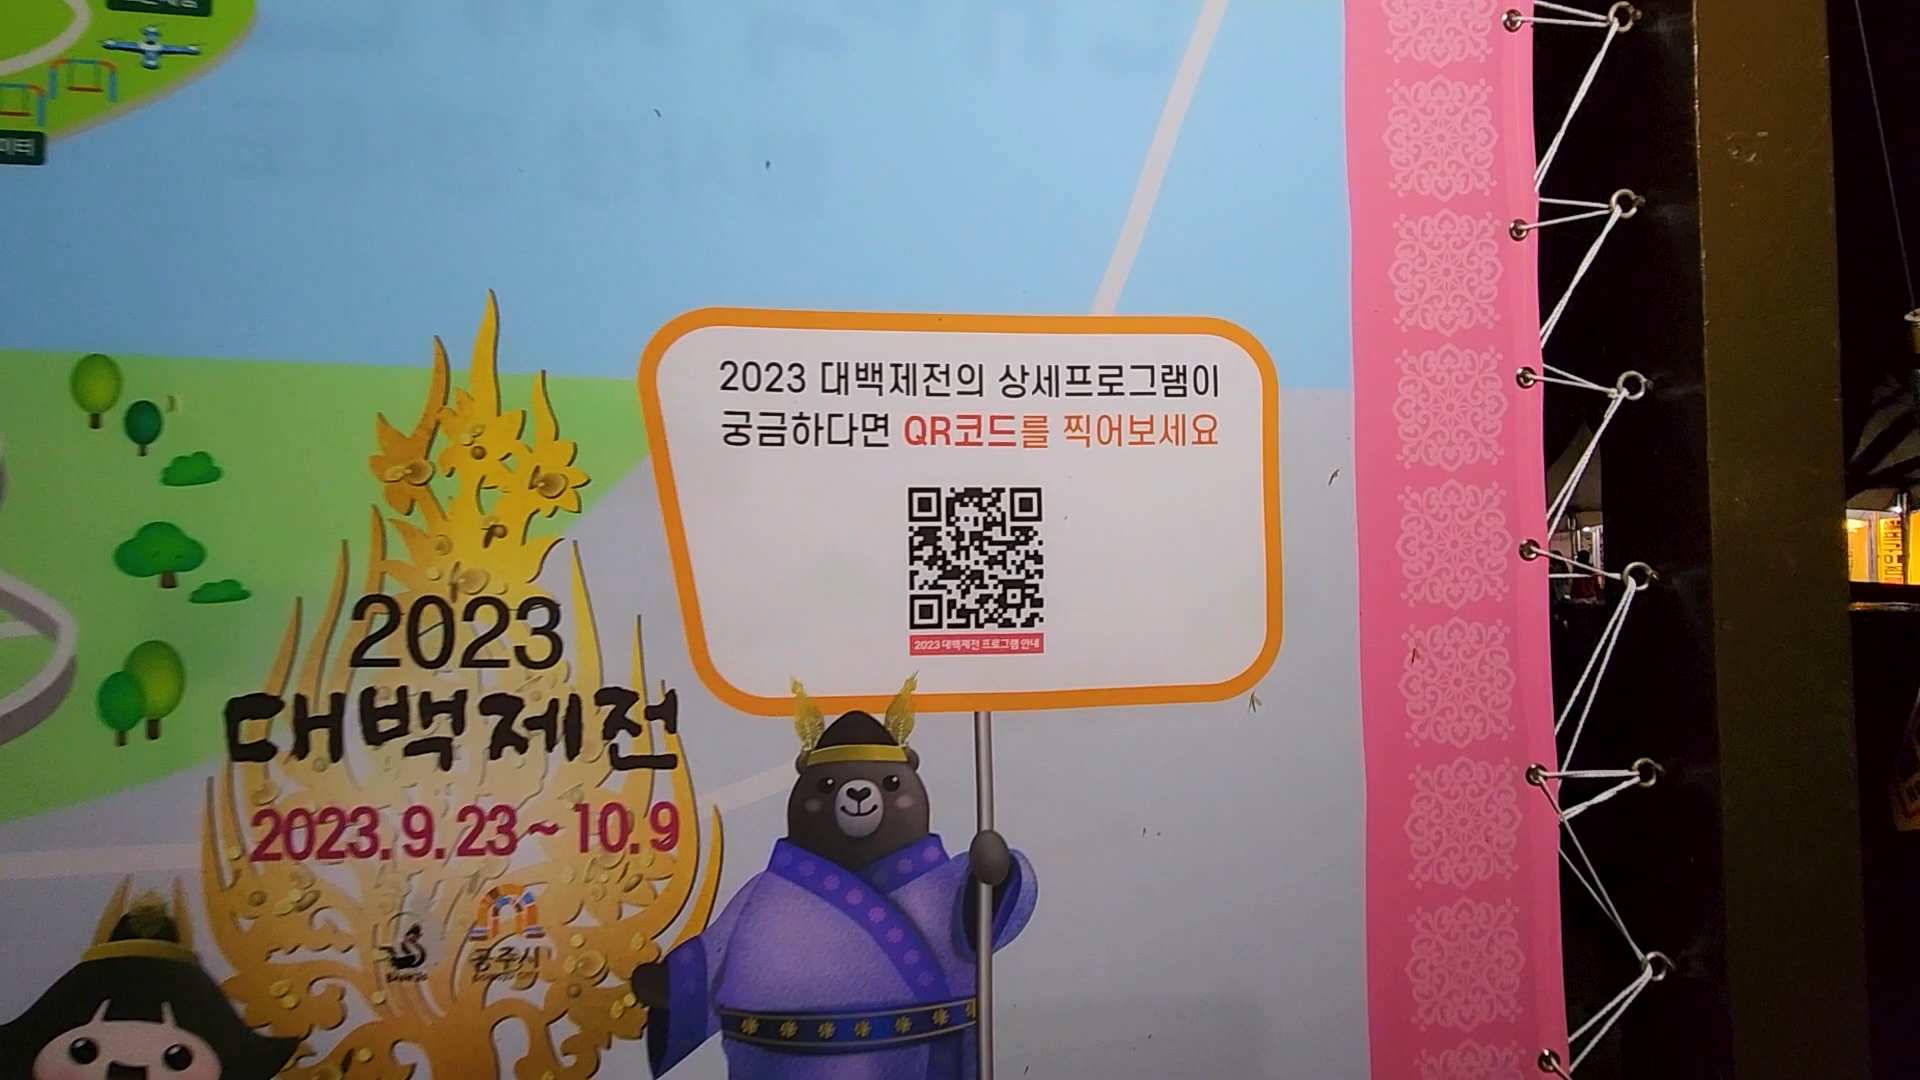 이터
2023 대백제전의 상세프로그램이
궁금하다면 QR코드를 찍어보세요
2023 대백제전 프로그램 안내
2023
대백제전
2023. 9. 23~10. 9
공주시